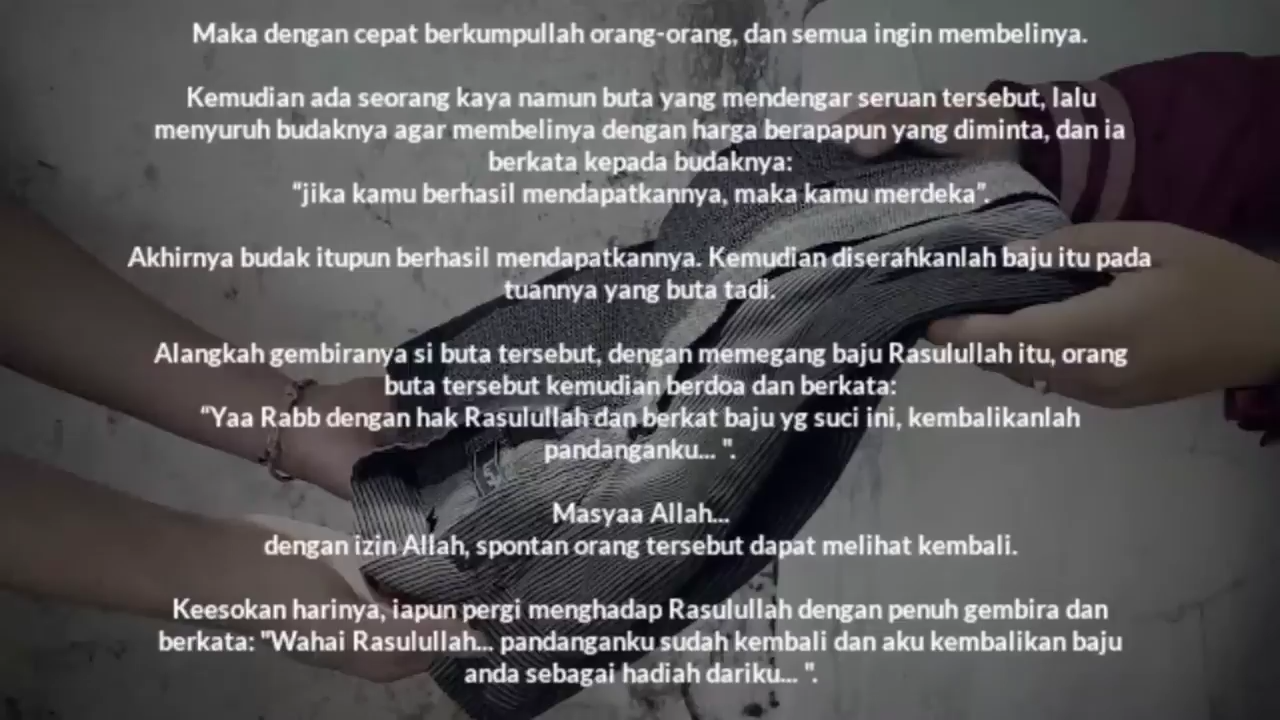 Maka dengan cepat berkumpullah orang-orang, dan semua ingin membelinya.
Kemudian ada seorang kaya namun buta yang mendengar seruan tersebut, lalu
menyuruh budaknya agar membelinya dengan harga berapapun yang diminta, dan ia
berkata kepada budaknya:
“jika kamu berhasil mendapatkannya, maka kamu merdeka”.
Akhirnya budak itupun berhasil mendapatkannya. Kemudian diserahkanlah baju itu pada
tuannya yang buta tadi.
Alangkah gembiranya si buta tersebut, dengan memegang baju Rasulullah itu, orang
buta tersebut kemudian berdoa dan berkata:
“Yaa Rabb dengan hak Rasulullah dan berkat baju yg suci ini, kembalikanlah
pandanganku... ".
Masyaa Allah...
dengan izin Allah, spontan orang tersebut dapat melihat kembali.
Keesokan harinya, iapun pergi menghadap Rasulullah dengan penuh gembira dan
berkata: "Wahai Rasulullah... pandanganku sudah kembali dan aku kembalikan baju
anda sebagai hadiah dariku... ".